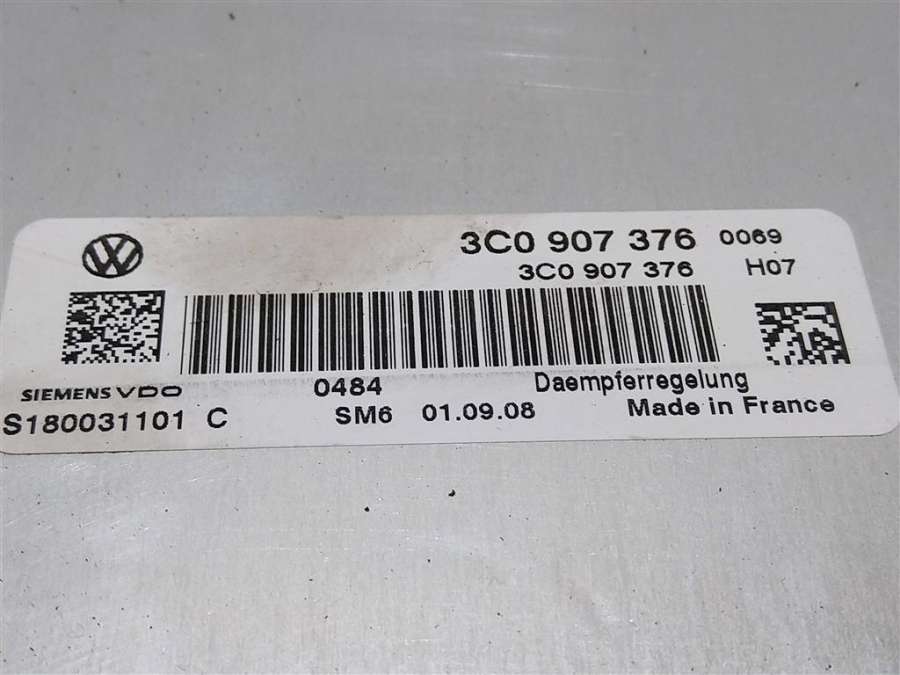 3C0 907 376 0069
3C0 907 376 H07
SIEMENS VDO 0484 Daempferregelung
S180031101 C SM6 01.09.08 Made in France